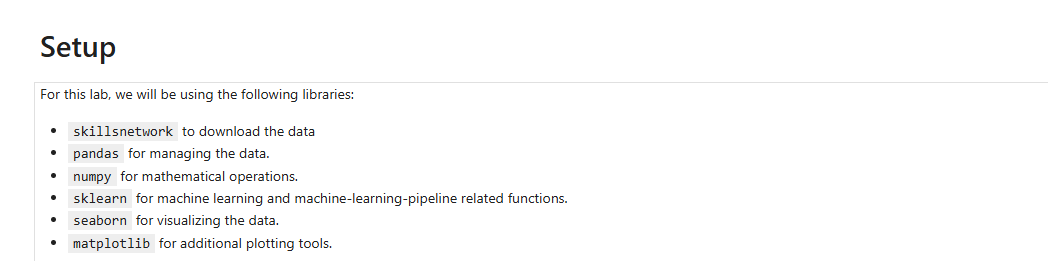 Setup
For this lab, we will be using the following libraries:
skillsnetwork to download the data
pandas for managing the data.
numpy for mathematical operations.
sklearn for machine learning and machine-learning-pipeline related functions.
seaborn for visualizing the data.
matplotlib for additional plotting tools.